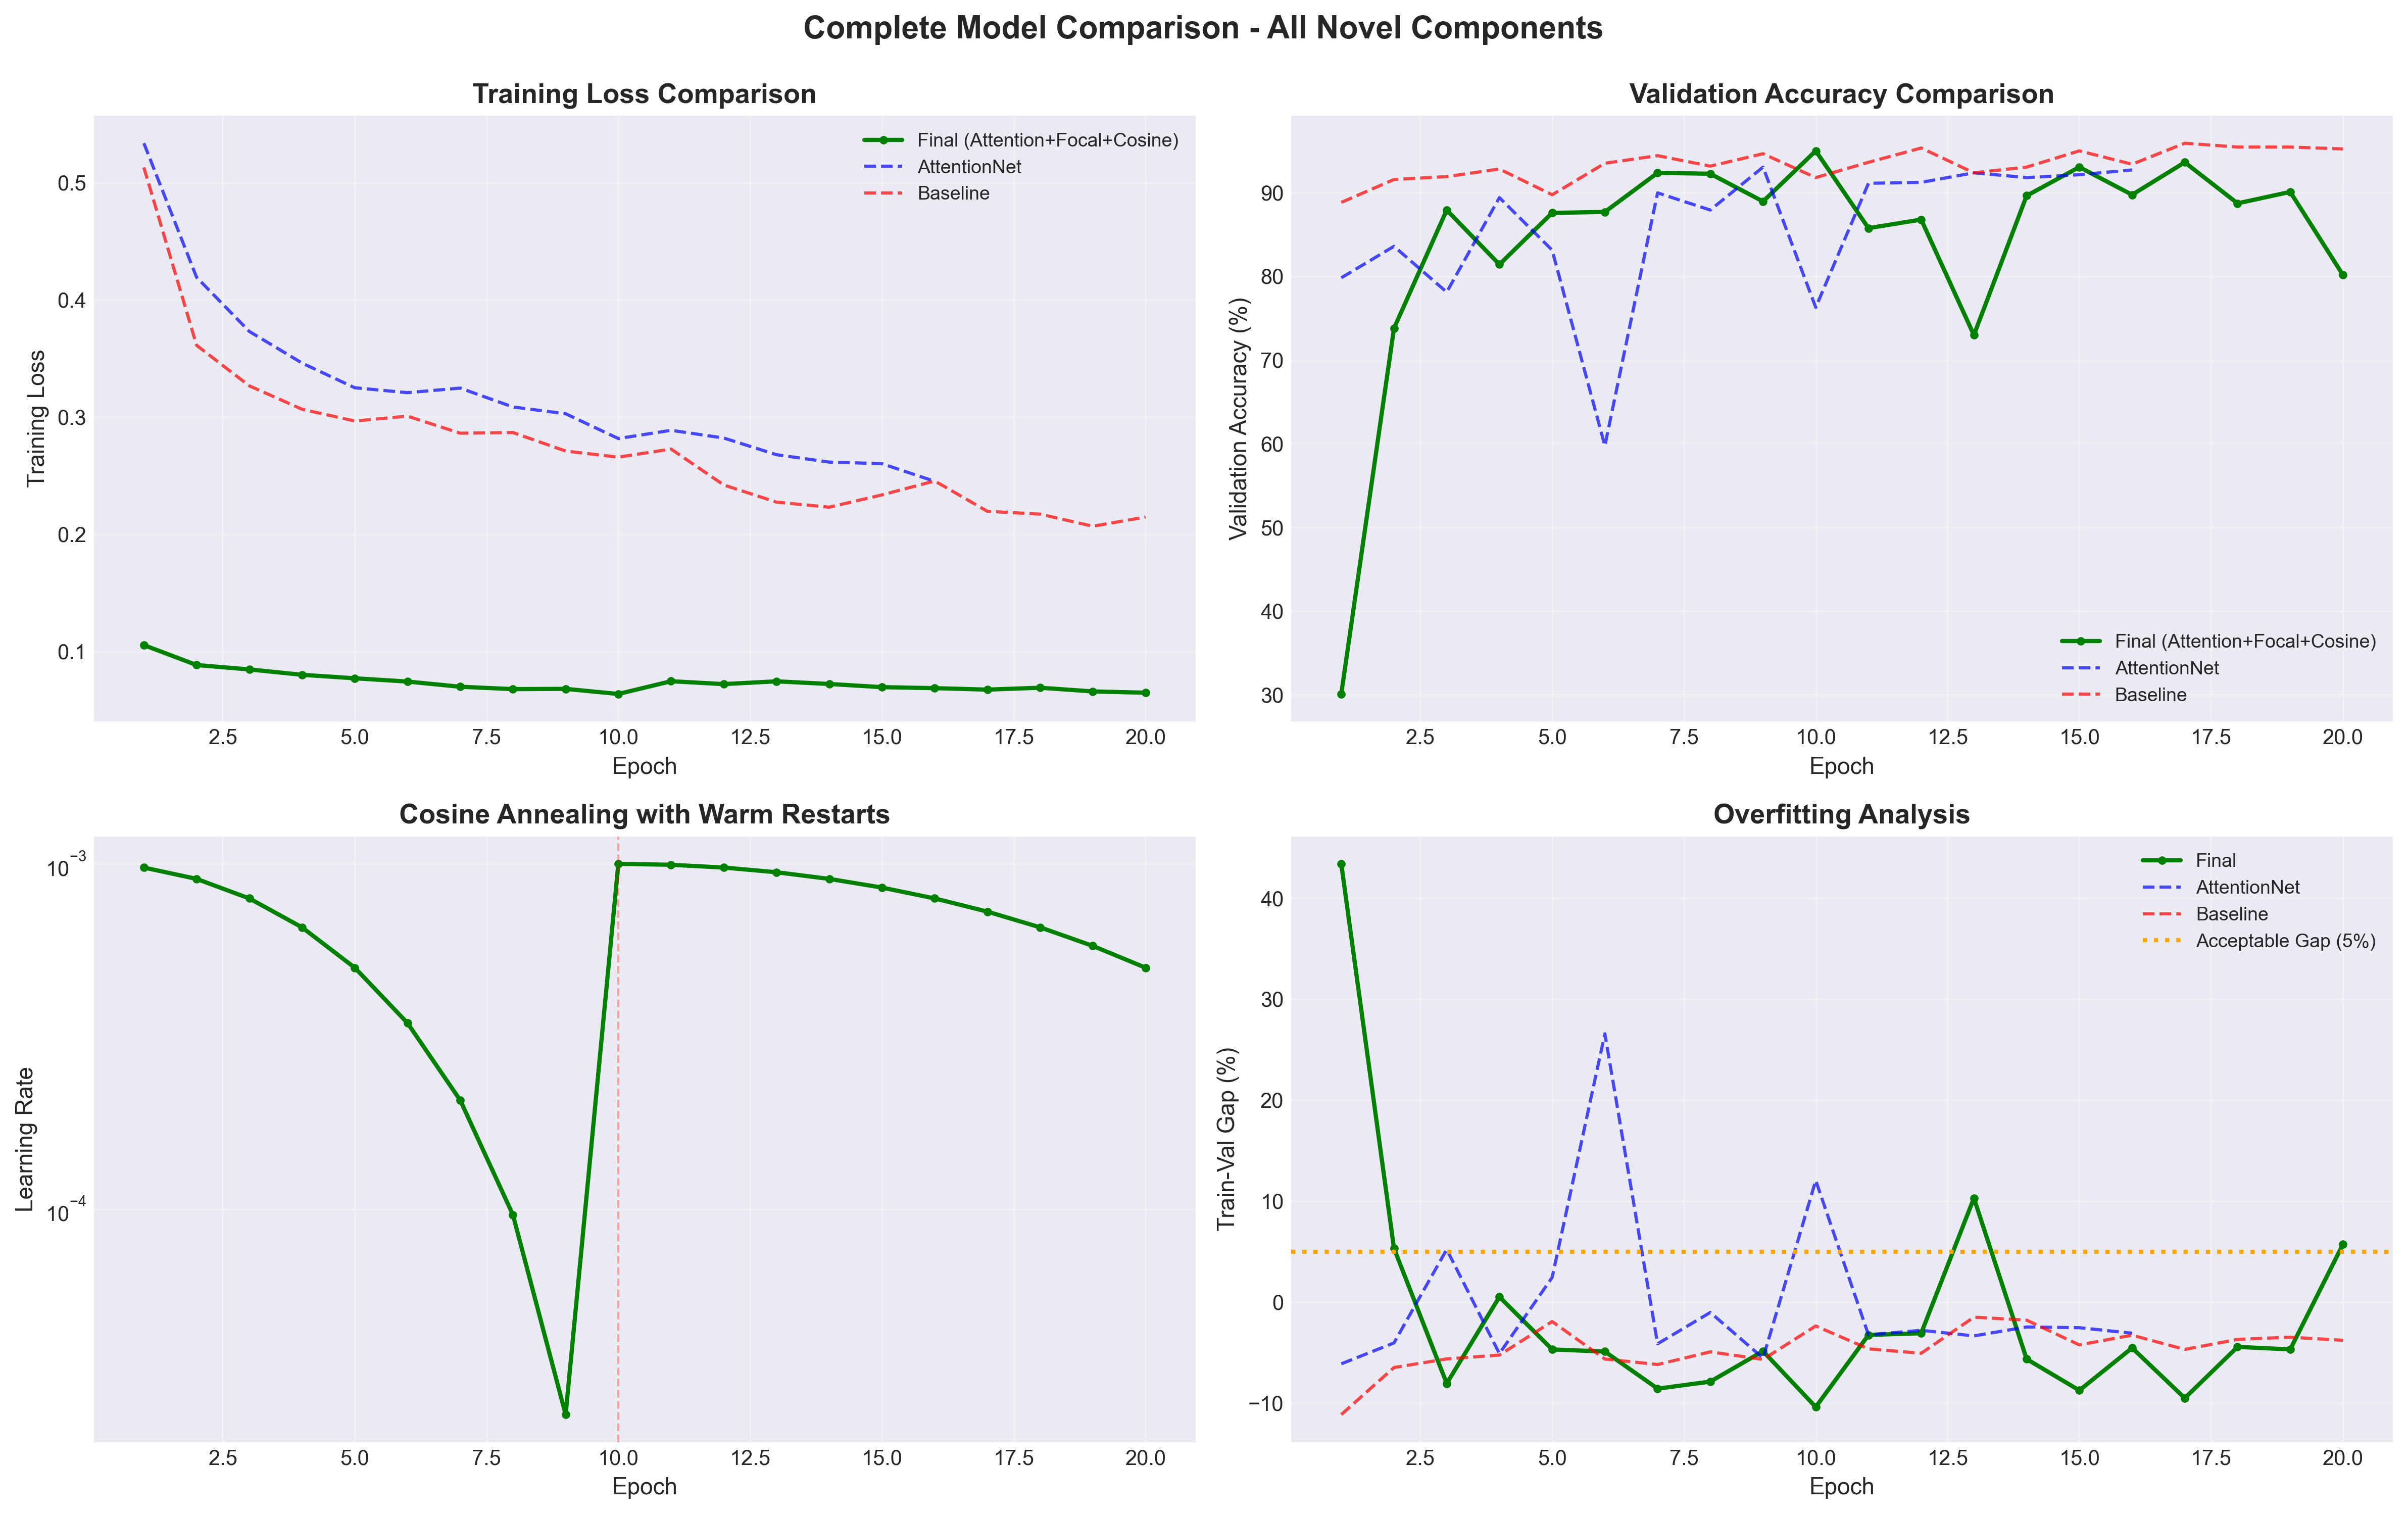 Complete Model Comparison - All Novel Components
Training Loss Comparison
Final (Attention+Focal+Cosine)
AttentionNet
Baseline
Training Loss
0.5
0.4
0.3
0.2
0.1
2.5 5.0 7.5 10.0 12.5 15.0 17.5 20.0
Epoch
Validation Accuracy Comparison
Validation Accuracy (%)
90
80
70
60
50
40
30
Final (Attention+Focal+Cosine)
AttentionNet
Baseline
2.5 5.0 7.5 10.0 12.5 15.0 17.5 20.0
Epoch
Cosine Annealing with Warm Restarts
Learning Rate
10⁻³
10⁻⁴
2.5 5.0 7.5 10.0 12.5 15.0 17.5 20.0
Epoch
Overfitting Analysis
Final
AttentionNet
Baseline
Acceptable Gap (5%)
Train-Val Gap (%)
40
30
20
10
0
−10
2.5 5.0 7.5 10.0 12.5 15.0 17.5 20.0
Epoch